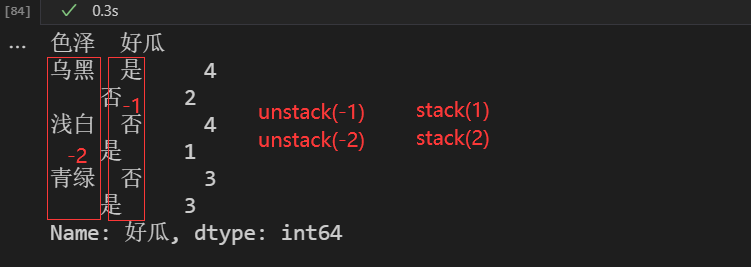 [84] ✓ 0.3s
... 色泽 好瓜
乌黑 是 4
否 2
-1
浅白 否 4
是 1
-2
青绿 否 3
是 3
Name: 好瓜, dtype: int64
unstack(-1) stack(1)
unstack(-2) stack(2)